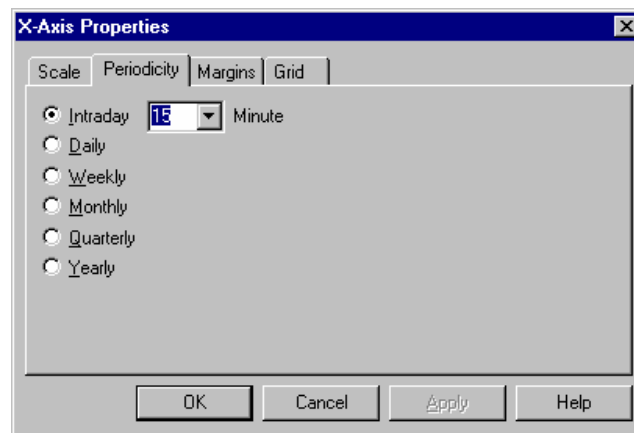 X-Axis Properties
Scale Periodicity Margins Grid
Intraday 15 Minute
Daily
Weekly
Monthly
Quarterly
Yearly
OK Cancel Apply Help